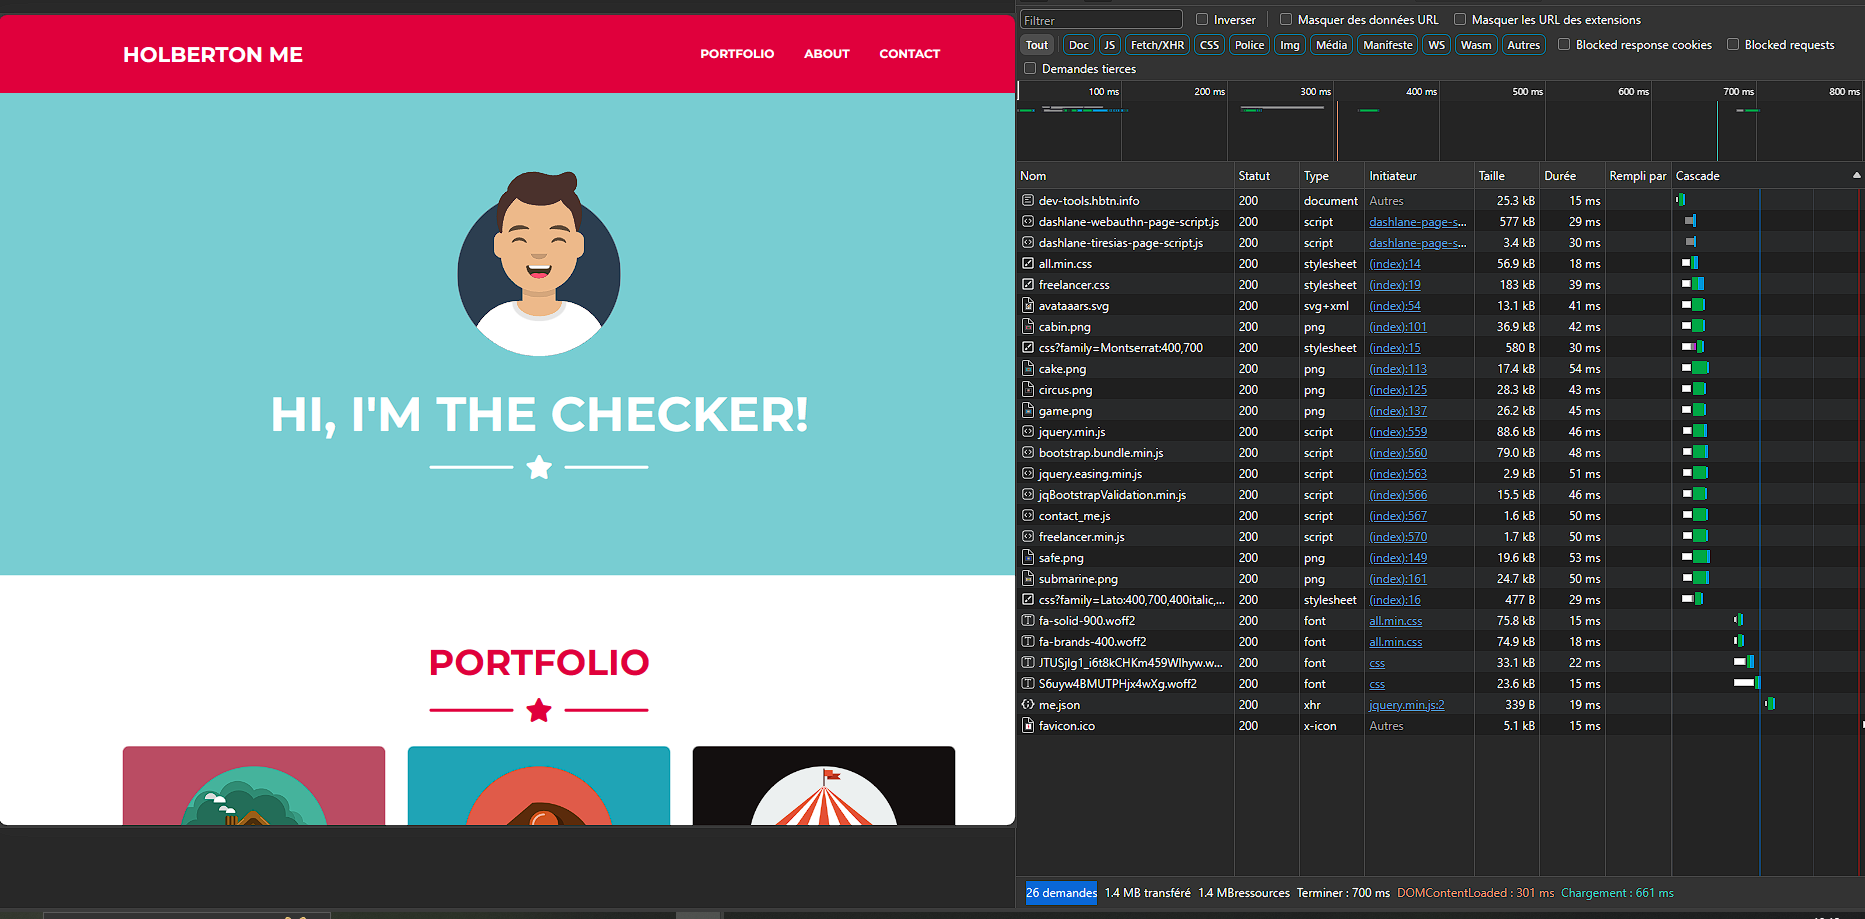 HOLBERTON ME
PORTFOLIO ABOUT CONTACT
HI, I'M THE CHECKER!
PORTFOLIO
Filtrer Inverser Masquer des données URL Masquer les URL des extensions
Tout Doc JS Fetch/XHR CSS Police Img Média Manifeste WS Wasm Autres Blocked response cookies Blocked requests
Demandes tierces
100 ms 200 ms 300 ms 400 ms 500 ms 600 ms 700 ms 800 ms
Nom Statut Type Initiateur Taille Durée Rempli par Cascade
dev-tools.hbtn.info 200 document Autres 25.3 kB 15 ms
dashlane-webauthn-page-script.js 200 script dashlane-page-s... 577 kB 29 ms
dashlane-tiresias-page-script.js 200 script dashlane-page-s... 3.4 kB 30 ms
all.min.css 200 stylesheet (index):14 56.9 kB 18 ms
freelancer.css 200 stylesheet (index):19 183 kB 39 ms
avataaars.svg 200 svg+xml (index):54 13.1 kB 41 ms
cabin.png 200 png (index):101 36.9 kB 42 ms
css?family=Montserrat:400,700 200 stylesheet (index):15 580 B 30 ms
cake.png 200 png (index):113 17.4 kB 54 ms
circus.png 200 png (index):125 28.3 kB 43 ms
game.png 200 png (index):137 26.2 kB 45 ms
jquery.min.js 200 script (index):559 88.6 kB 46 ms
bootstrap.bundle.min.js 200 script (index):560 79.0 kB 48 ms
jquery.easing.min.js 200 script (index):563 2.9 kB 51 ms
jqBootstrapValidation.min.js 200 script (index):566 15.5 kB 46 ms
contact_me.js 200 script (index):567 1.6 kB 50 ms
freelancer.min.js 200 script (index):570 1.7 kB 50 ms
safe.png 200 png (index):149 19.6 kB 53 ms
submarine.png 200 png (index):161 24.7 kB 50 ms
css?family=Lato:400,700,400italic,... 200 stylesheet (index):16 477 B 29 ms
fa-solid-900.woff2 200 font all.min.css 75.8 kB 15 ms
fa-brands-400.woff2 200 font all.min.css 74.9 kB 18 ms
JTUSjIg1_i6t8kCHKm459Wlhyw.w... 200 font css 33.1 kB 22 ms
S6uyw4BMUTPHjx4wXg.woff2 200 font css 23.6 kB 15 ms
me.json 200 xhr jquery.min.js:2 339 B 19 ms
favicon.ico 200 x-icon Autres 5.1 kB 15 ms
26 demandes 1.4 MB transféré 1.4 MBressources Terminer : 700 ms DOMContentLoaded : 301 ms Chargement : 661 ms